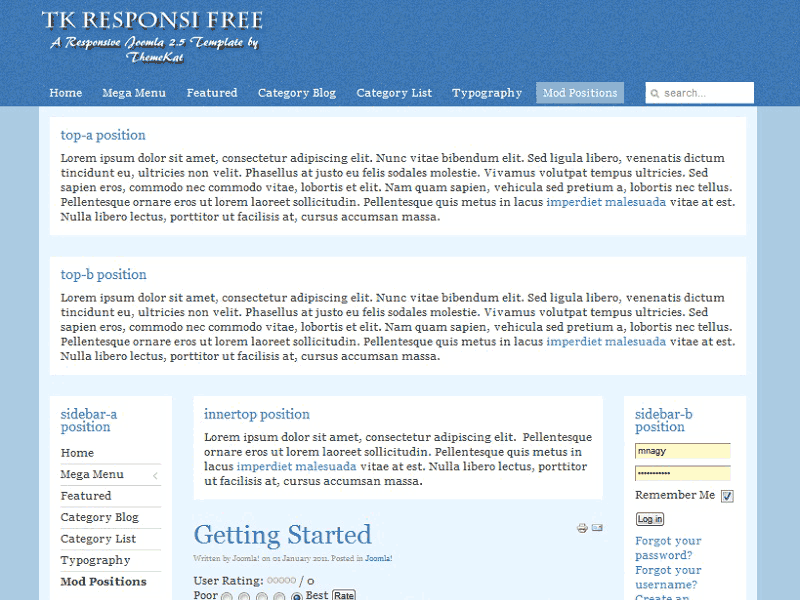 TK RESPONSI FREE
A Responsive Joomla 2.5 Template by
ThemeKat
Home Mega Menu Featured Category Blog Category List Typography Mod Positions search...
top-a position
Lorem ipsum dolor sit amet, consectetur adipiscing elit. Nunc vitae bibendum elit. Sed ligula libero, venenatis dictum
tincidunt eu, ultricies non velit. Phasellus at justo eu felis sodales molestie. Vivamus volutpat tempus ultricies. Sed
sapien eros, commodo nec commodo vitae, lobortis et elit. Nam quam sapien, vehicula sed pretium a, lobortis nec tellus.
Pellentesque ornare eros ut lorem laoreet sollicitudin. Pellentesque quis metus in lacus imperdiet malesuada vitae at est.
Nulla libero lectus, porttitor ut facilisis at, cursus accumsan massa.
top-b position
Lorem ipsum dolor sit amet, consectetur adipiscing elit. Nunc vitae bibendum elit. Sed ligula libero, venenatis dictum
tincidunt eu, ultricies non velit. Phasellus at justo eu felis sodales molestie. Vivamus volutpat tempus ultricies. Sed
sapien eros, commodo nec commodo vitae, lobortis et elit. Nam quam sapien, vehicula sed pretium a, lobortis nec tellus.
Pellentesque ornare eros ut lorem laoreet sollicitudin. Pellentesque quis metus in lacus imperdiet malesuada vitae at est.
Nulla libero lectus, porttitor ut facilisis at, cursus accumsan massa.
sidebar-a
position
Home
Mega Menu
Featured
Category Blog
Category List
Typography
Mod Positions
innertop position
Lorem ipsum dolor sit amet, consectetur adipiscing elit. Pellentesque
ornare eros ut lorem laoreet sollicitudin. Pellentesque quis metus in
lacus imperdiet malesuada vitae at est. Nulla libero lectus, porttitor
ut facilisis at, cursus accumsan massa.
Getting Started
Written by Joomla! on 01 January 2011. Posted in Joomla!
User Rating: 00000 / 0
Poor Best Rate
sidebar-b
position
mnagy
Remember Me
Log in
Forgot your
password?
Forgot your
username?
Create an